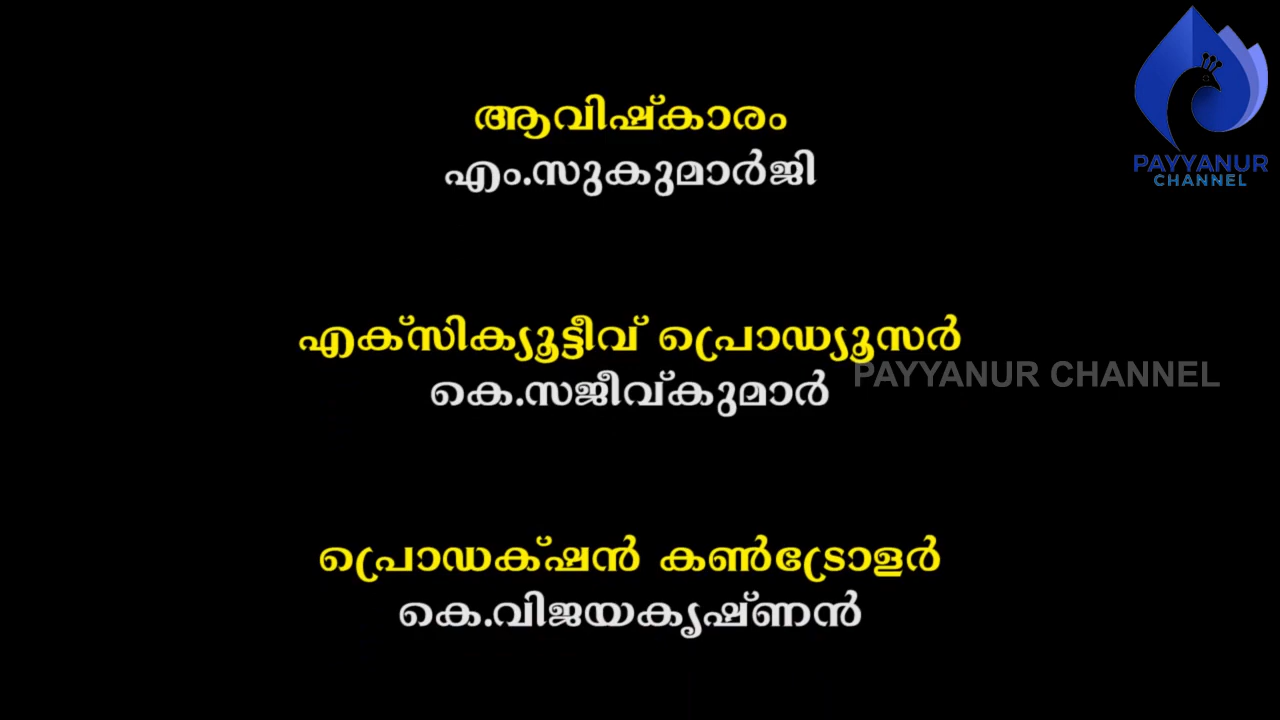 ആവിഷ്കാരം
എം.സുകുമാർജി
എക്സിക്യൂട്ടീവ് പ്രൊഡ്യൂസർ
കെ.സജീവ്കുമാർ
പ്രൊഡക്ഷൻ കൺട്രോളർ
കെ.വിജയകൃഷ്ണൻ
PAYYANUR
CHANNEL
PAYYANUR CHANNEL